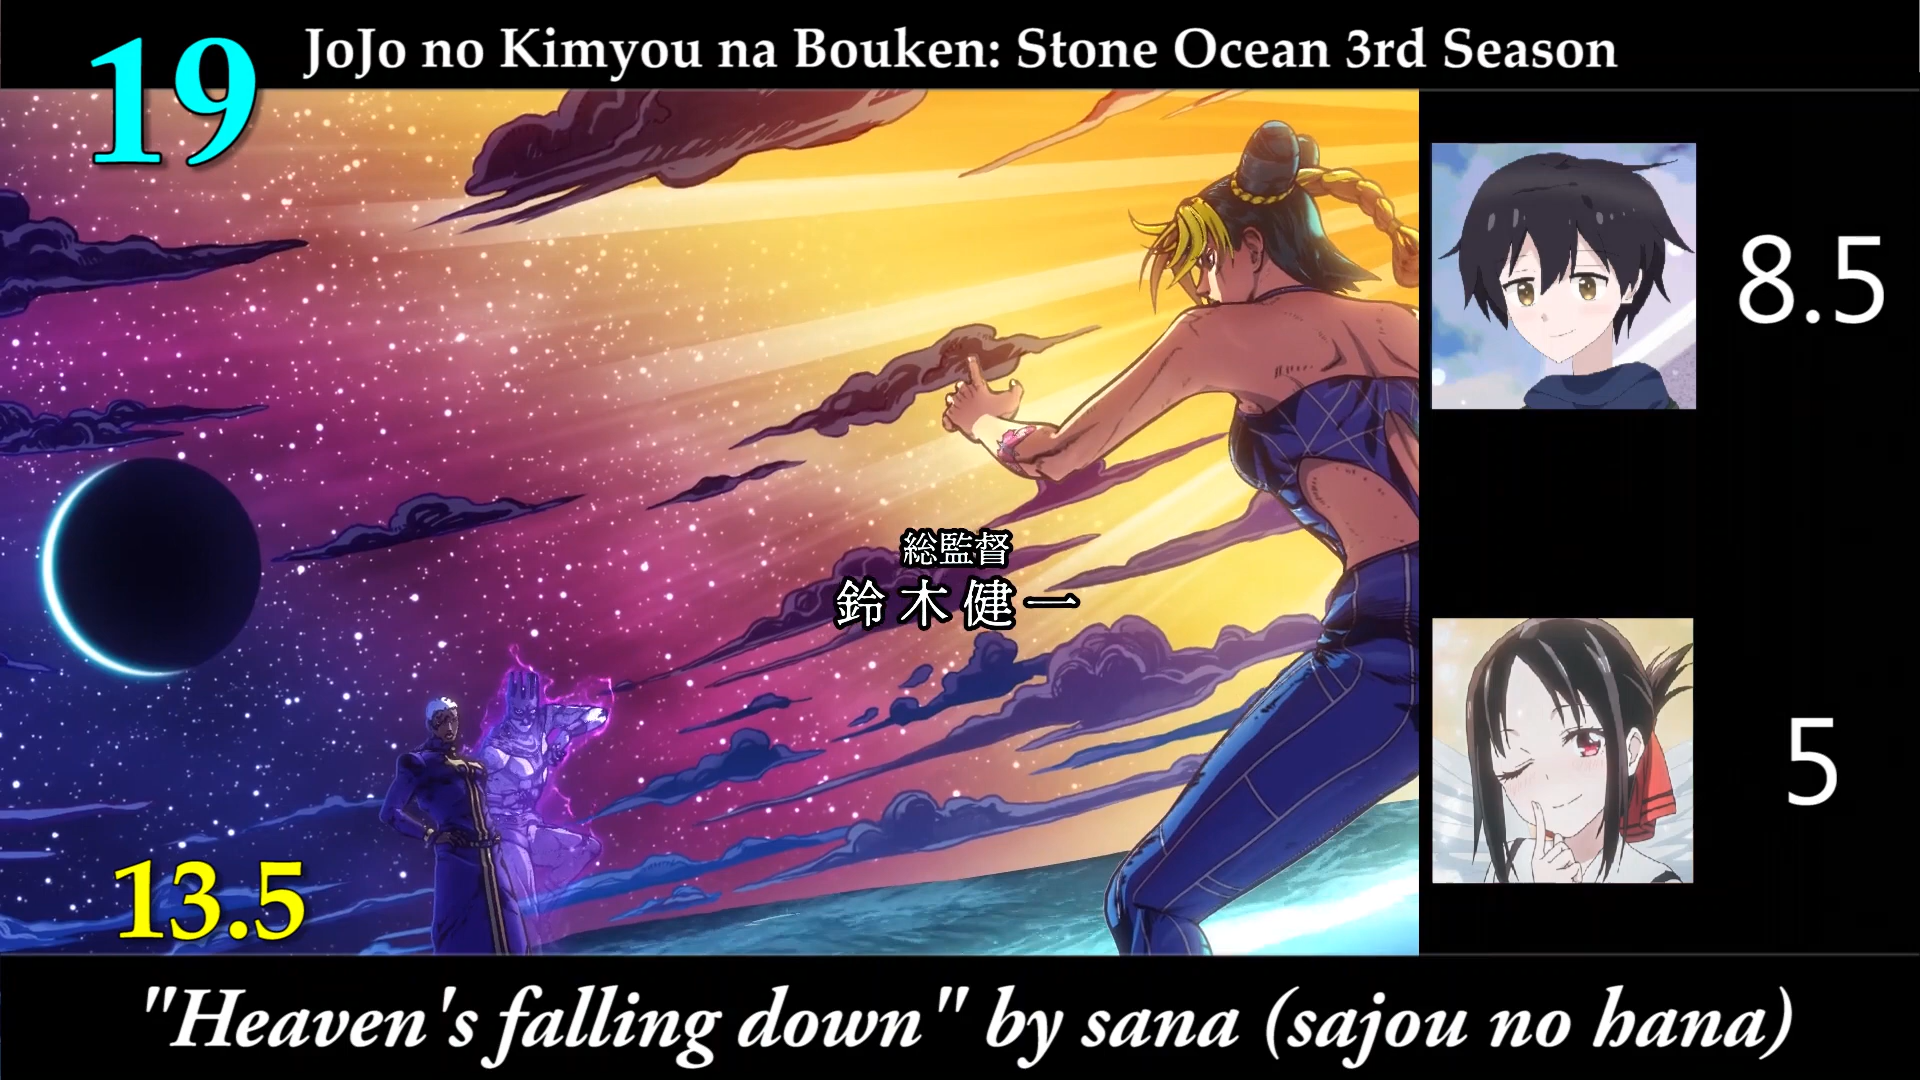 19
JoJo no Kimyou na Bouken: Stone Ocean 3rd Season
8.5
総監督
鈴木健一
5
13.5
"Heaven's falling down" by sana (sajou no hana)